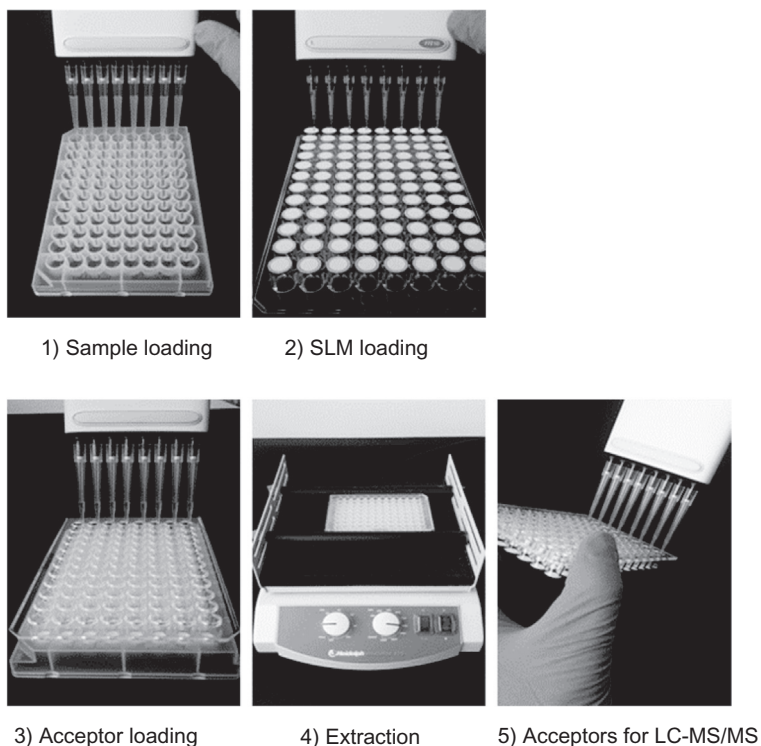 1) Sample loading
2) SLM loading
3) Acceptor loading
4) Extraction
5) Acceptors for LC-MS/MS